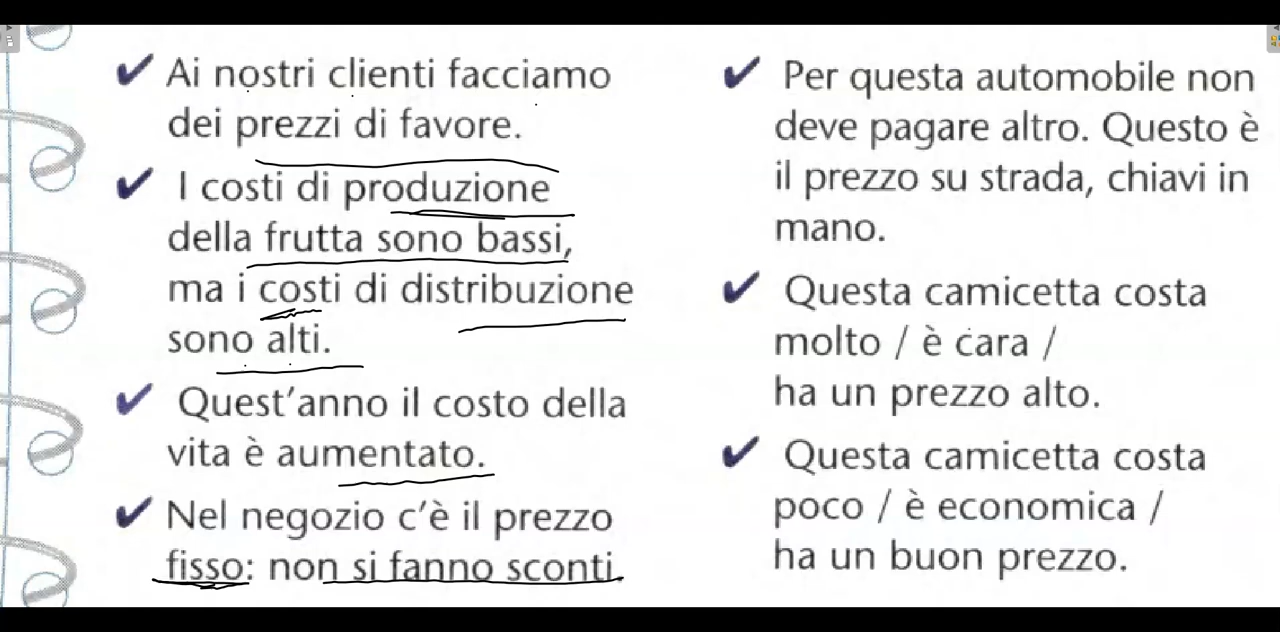 ✔ Ai nostri clienti facciamo
dei prezzi di favore.
✔ I costi di produzione
della frutta sono bassi,
ma i costi di distribuzione
sono alti.
✔ Quest'anno il costo della
vita è aumentato.
✔ Nel negozio c'è il prezzo
fisso: non si fanno sconti.
✔ Per questa automobile non
deve pagare altro. Questo è
il prezzo su strada, chiavi in
mano.
✔ Questa camicetta costa
molto / è cara /
ha un prezzo alto.
✔ Questa camicetta costa
poco / è economica /
ha un buon prezzo.